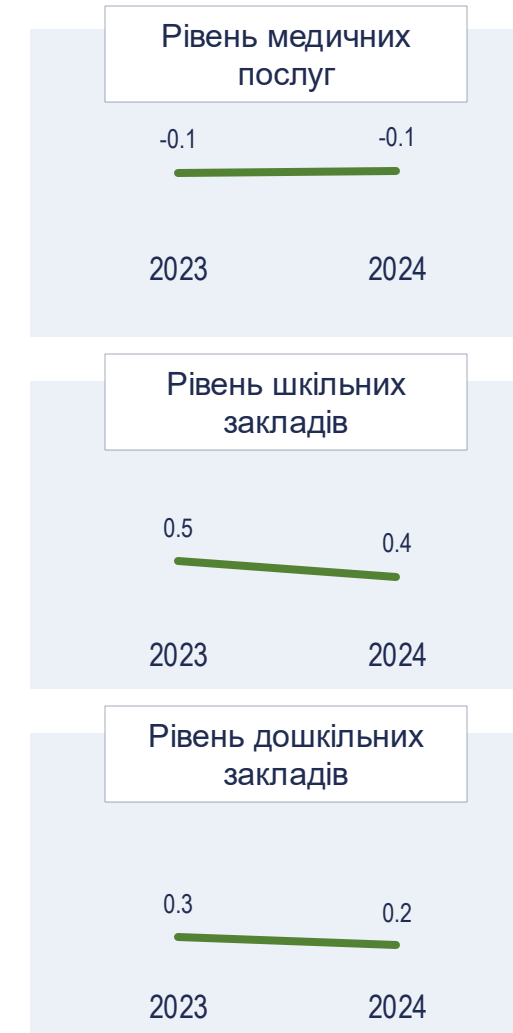 Рівень медичних
послуг
-0.1 -0.1
2023 2024
Рівень шкільних
закладів
0.5 0.4
2023 2024
Рівень дошкільних
закладів
0.3 0.2
2023 2024